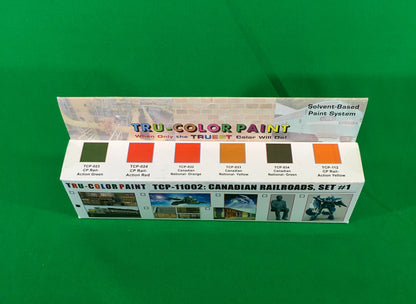 Solvent-Based
Paint System
TRU-COLOR PAINT
When Only the TRUEST Color Will Do!
TCP-023
CP Rail-
Action Green
TCP-024
CP Rail-
Action Red
TCP-032
Canadian
National- Orange
TCP-033
Canadian
National- Yellow
TCP-034
Canadian
National- Green
TCP-112
CP Rail-
Action Yellow
TRU-COLOR PAINT TCP-11002: CANADIAN RAILROADS, SET #1